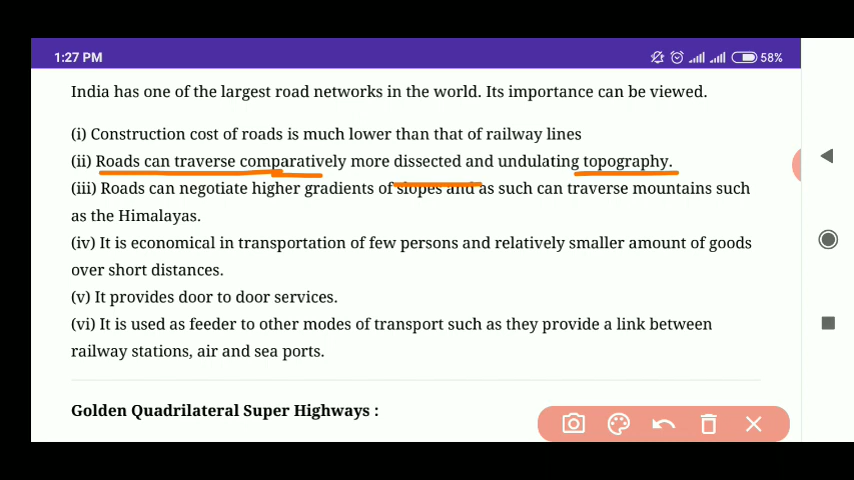 1:27 PM
58%
India has one of the largest road networks in the world. Its importance can be viewed.
(i) Construction cost of roads is much lower than that of railway lines
(ii) Roads can traverse comparatively more dissected and undulating topography.
(iii) Roads can negotiate higher gradients of slopes and as such can traverse mountains such
as the Himalayas.
(iv) It is economical in transportation of few persons and relatively smaller amount of goods
over short distances.
(v) It provides door to door services.
(vi) It is used as feeder to other modes of transport such as they provide a link between
railway stations, air and sea ports.
Golden Quadrilateral Super Highways :